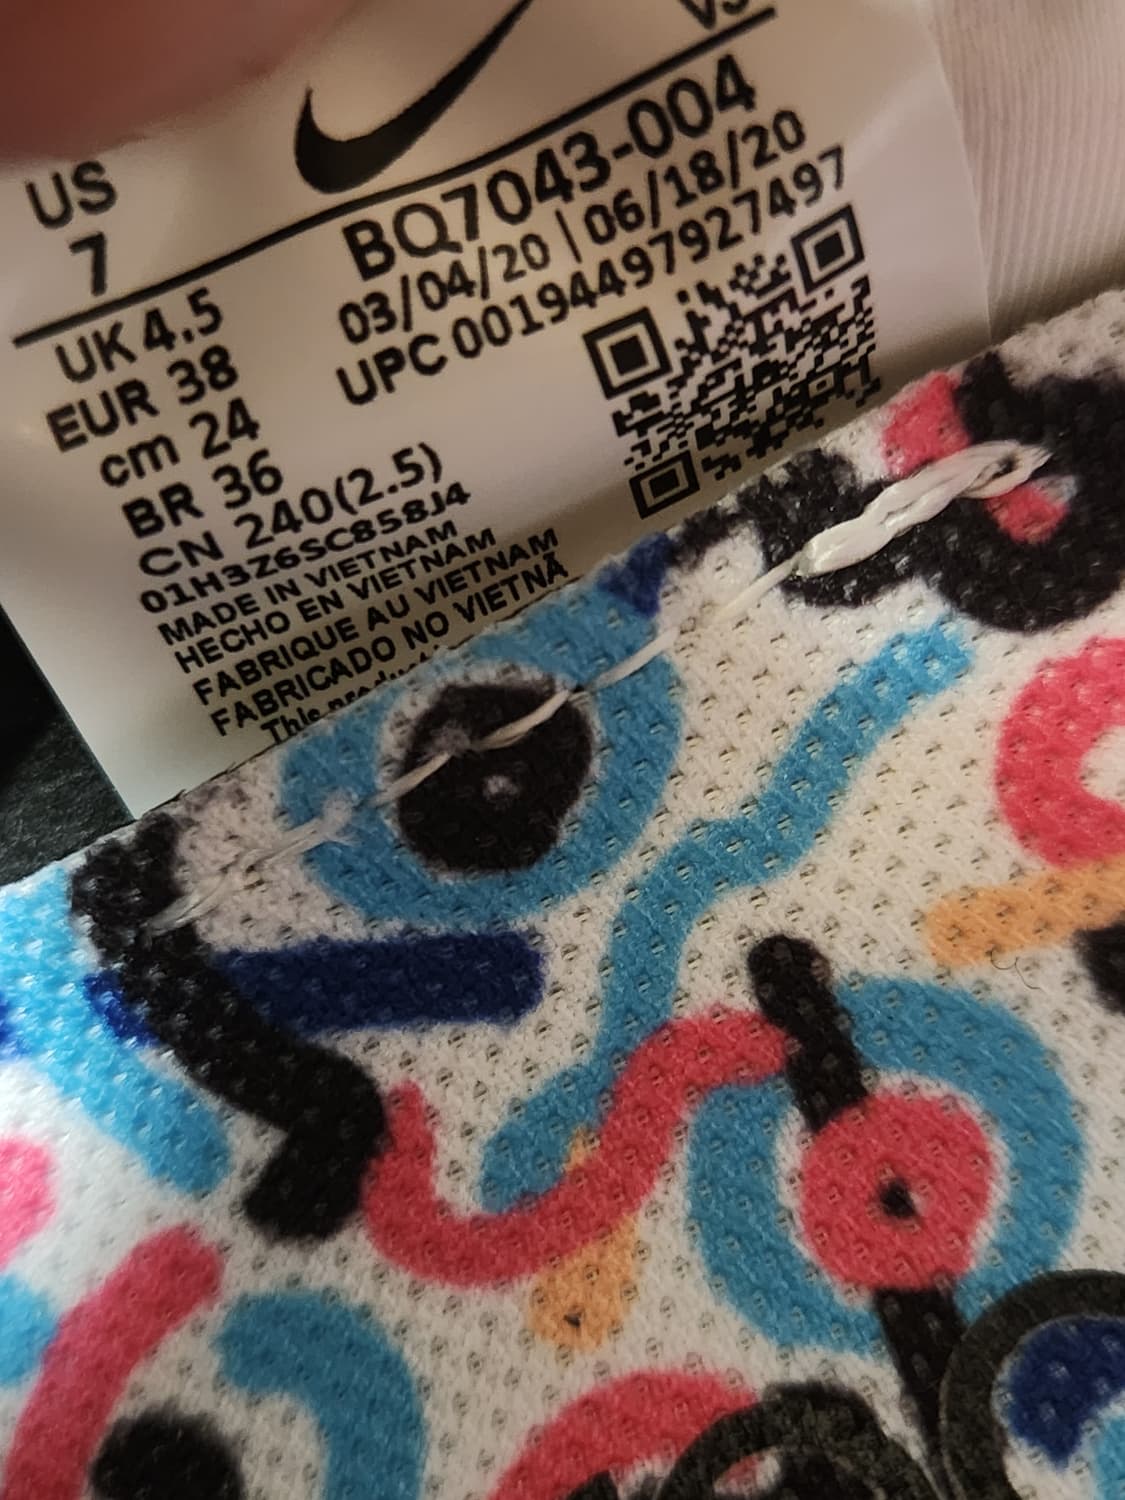 US
7
UK 4.5
EUR 38
cm 24
BR 36
CN 240(2.5)
01H3Z6SC858J4
MADE IN VIETNAM
HECHO EN VIETNAM
FABRIQUE AU VIETNAM
FABRICADO NO VIETNÃ
This
BQ7043-004
03/04/20 | 06/18/20
UPC 00194497927497